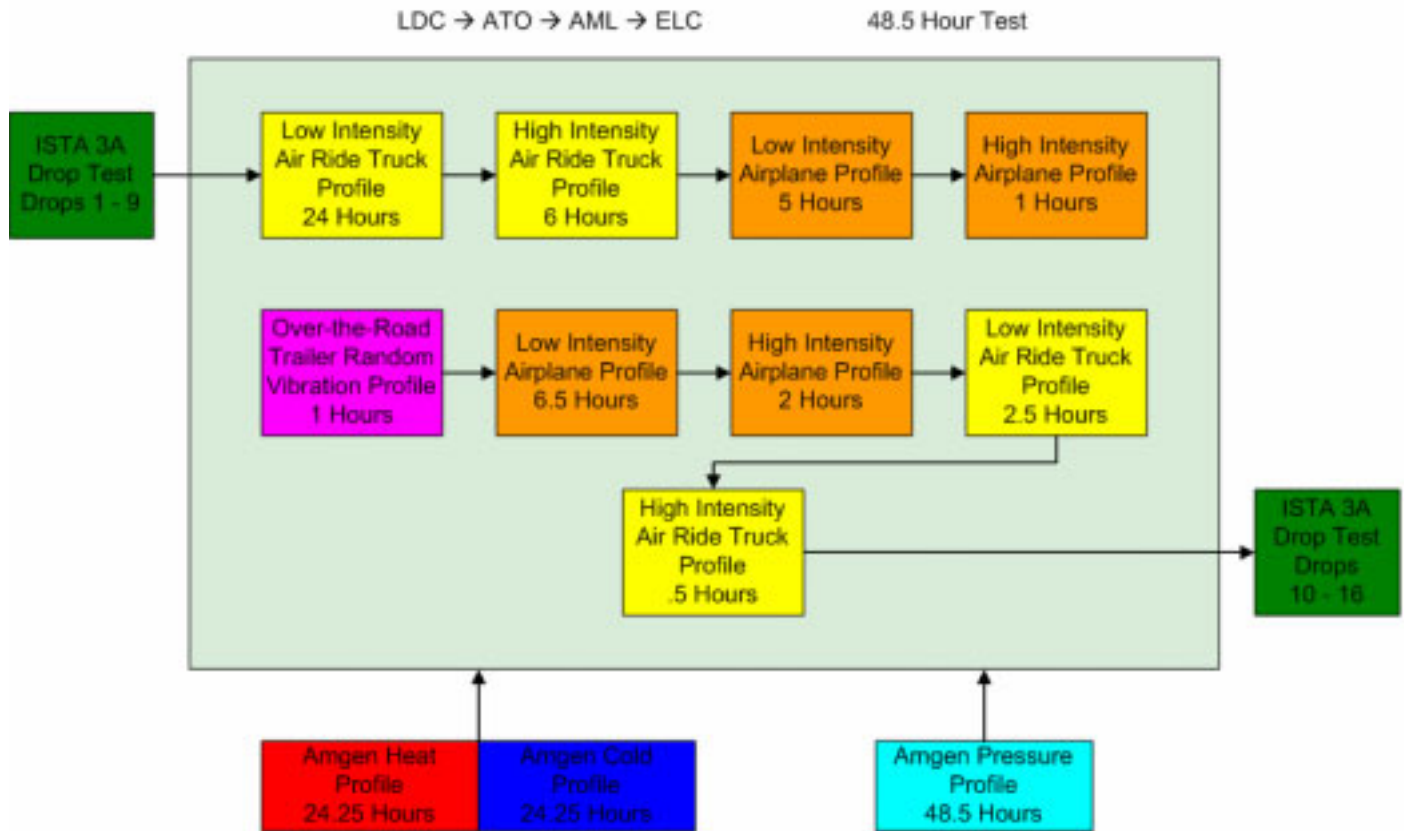 LDC → ATO → AML → ELC 48.5 Hour Test
ISTA 3A
Drop Test
Drops 1 - 9
Low Intensity
Air Ride Truck
Profile
24 Hours
High Intensity
Air Ride Truck
Profile
6 Hours
Low Intensity
Airplane Profile
5 Hours
High Intensity
Airplane Profile
1 Hours
Over-the-Road
Trailer Random
Vibration Profile
1 Hours
Low Intensity
Airplane Profile
6.5 Hours
High Intensity
Airplane Profile
2 Hours
Low Intensity
Air Ride Truck
Profile
2.5 Hours
High Intensity
Air Ride Truck
Profile
.5 Hours
ISTA 3A
Drop Test
Drops
10 - 16
Amgen Heat
Profile
24.25 Hours
Amgen Cold
Profile
24.25 Hours
Amgen Pressure
Profile
48.5 Hours